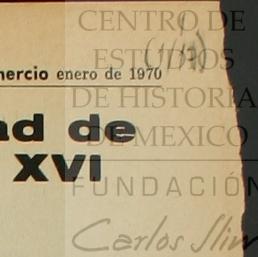 CENTRO DE
ESTUDIOS
mercio enero de 1970
DE HISTORIA
ad de
DE MEXICO
XVI
FUNDACIÓN
Carlos Slim